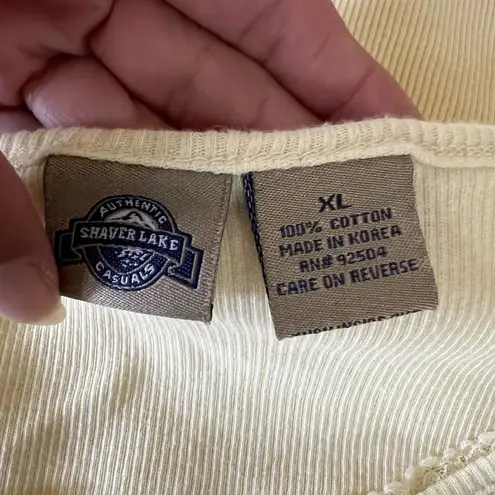 AUTHENTIC
SHAVER LAKE
CASUALS
XL
100% COTTON
MADE IN KOREA
RN# 92504
CARE ON REVERSE